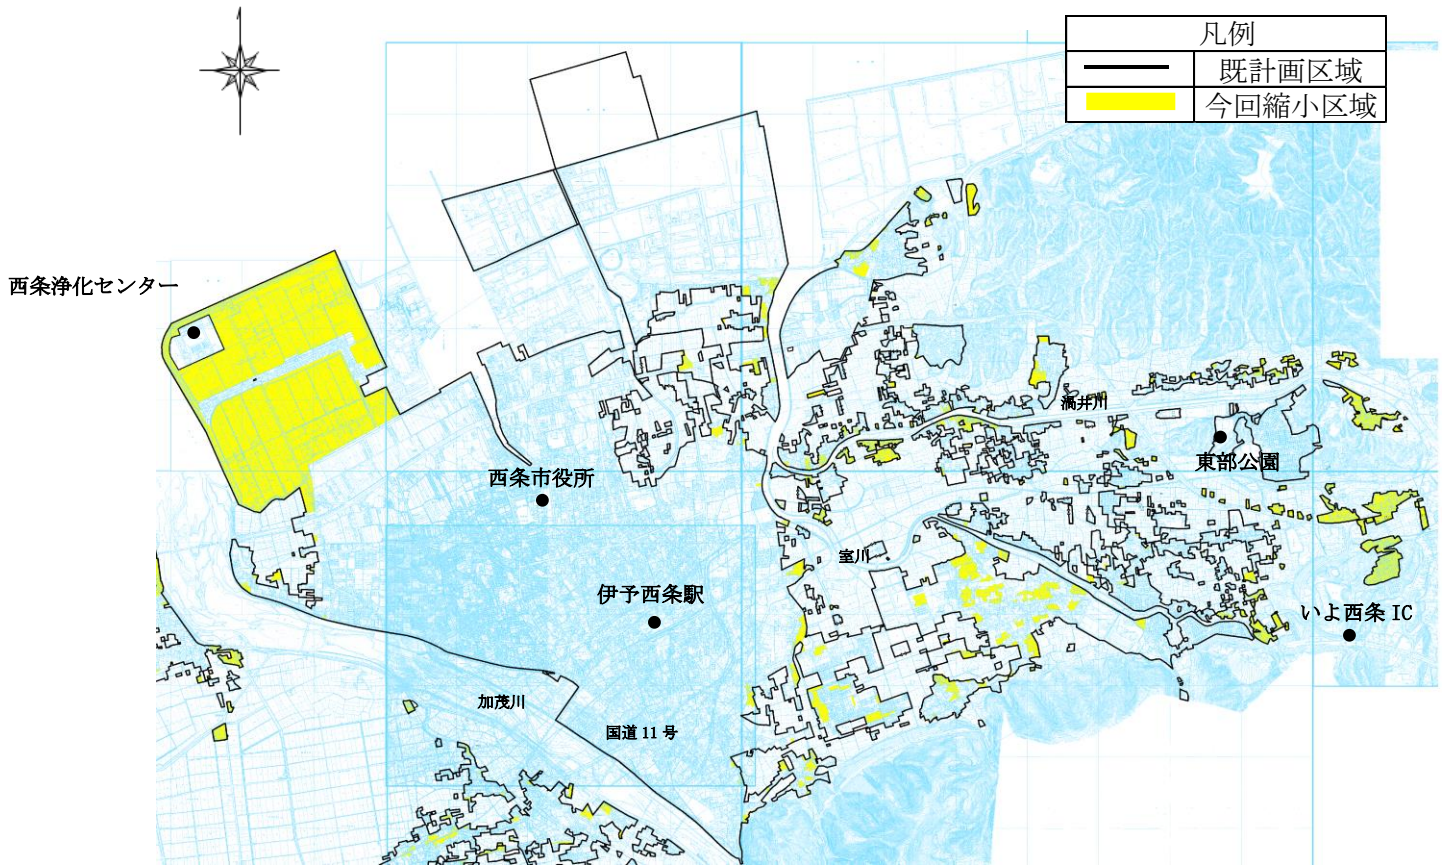 凡例
既計画区域
今回縮小区域
西条浄化センター
渦井川
東部公園
西条市役所
室川
伊予西条駅
いよ西条 IC
加茂川
国道 11 号